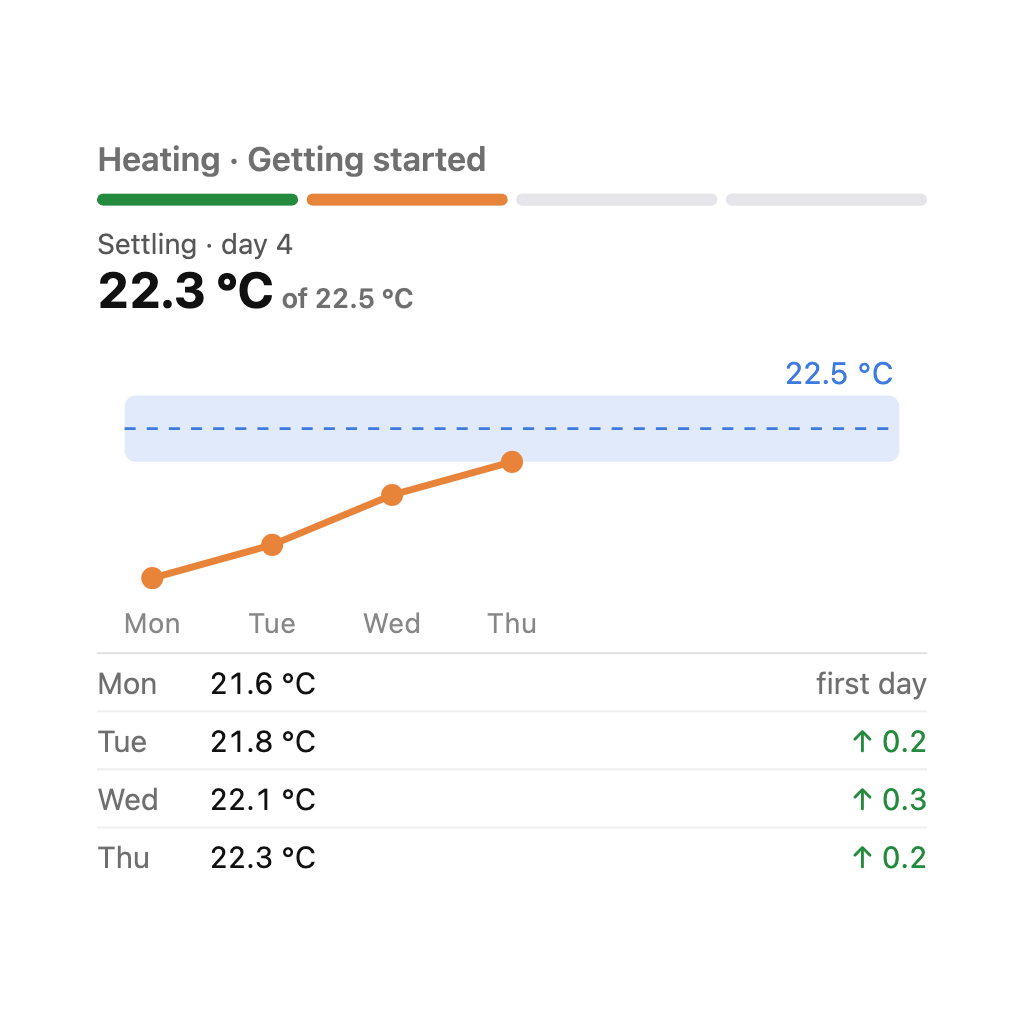 Heating · Getting started
Settling · day 4
22.3 °C of 22.5 °C
22.5 °C
Mon Tue Wed Thu
Mon 21.6 °C first day
Tue 21.8 °C ↑ 0.2
Wed 22.1 °C ↑ 0.3
Thu 22.3 °C ↑ 0.2